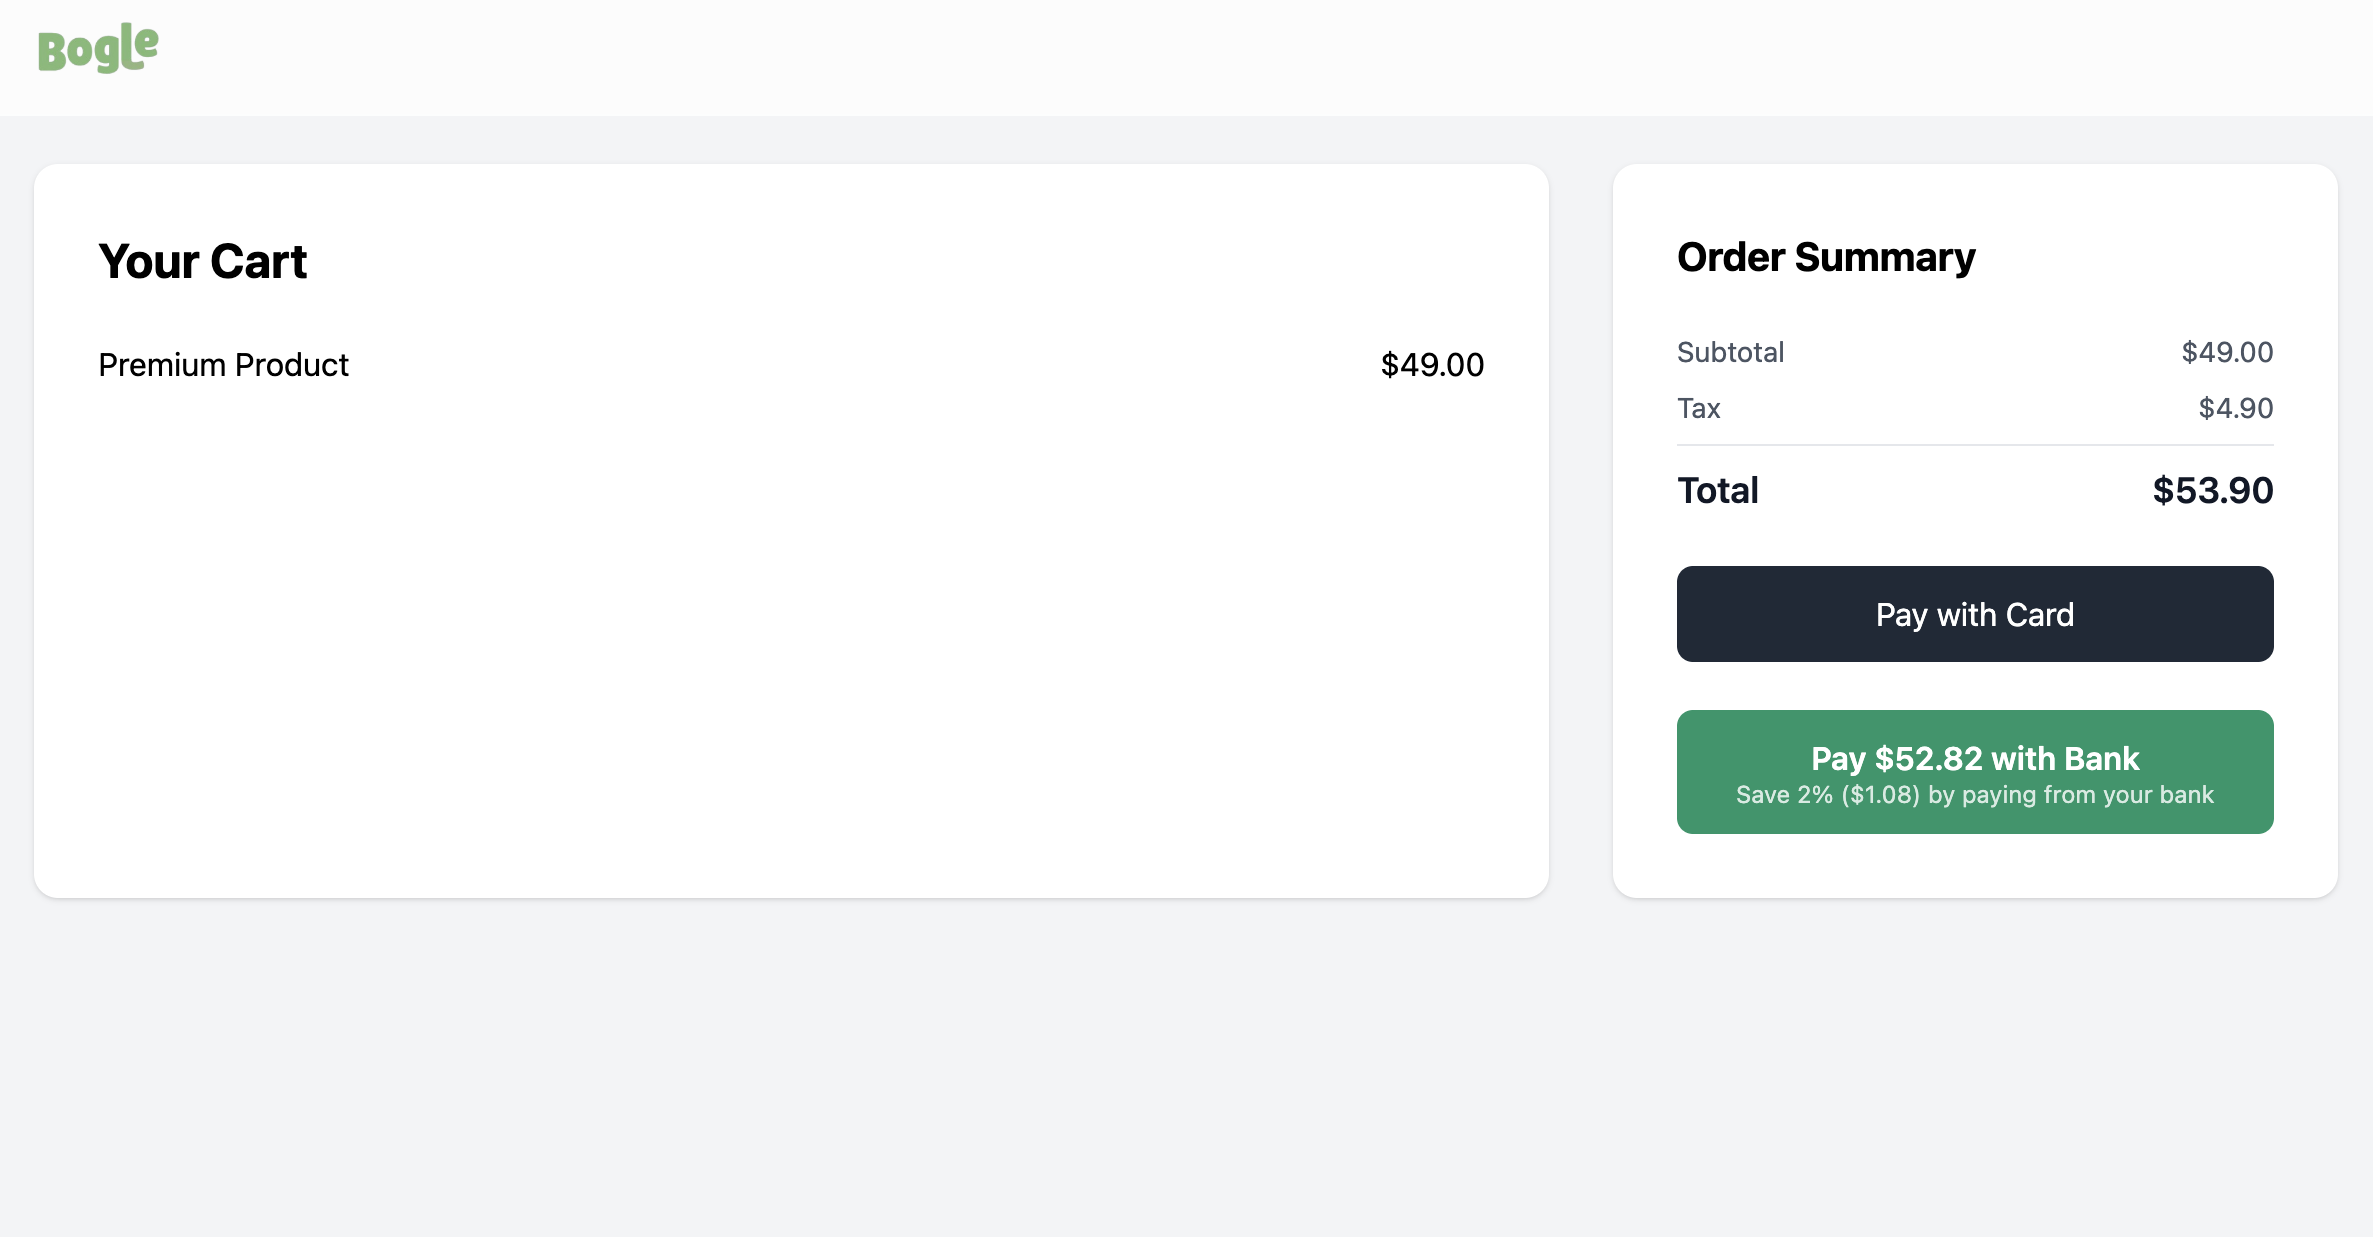 Bogle
Your Cart
Premium Product $49.00
Order Summary
Subtotal $49.00
Tax $4.90
Total $53.90
Pay with Card
Pay $52.82 with Bank
Save 2% ($1.08) by paying from your bank